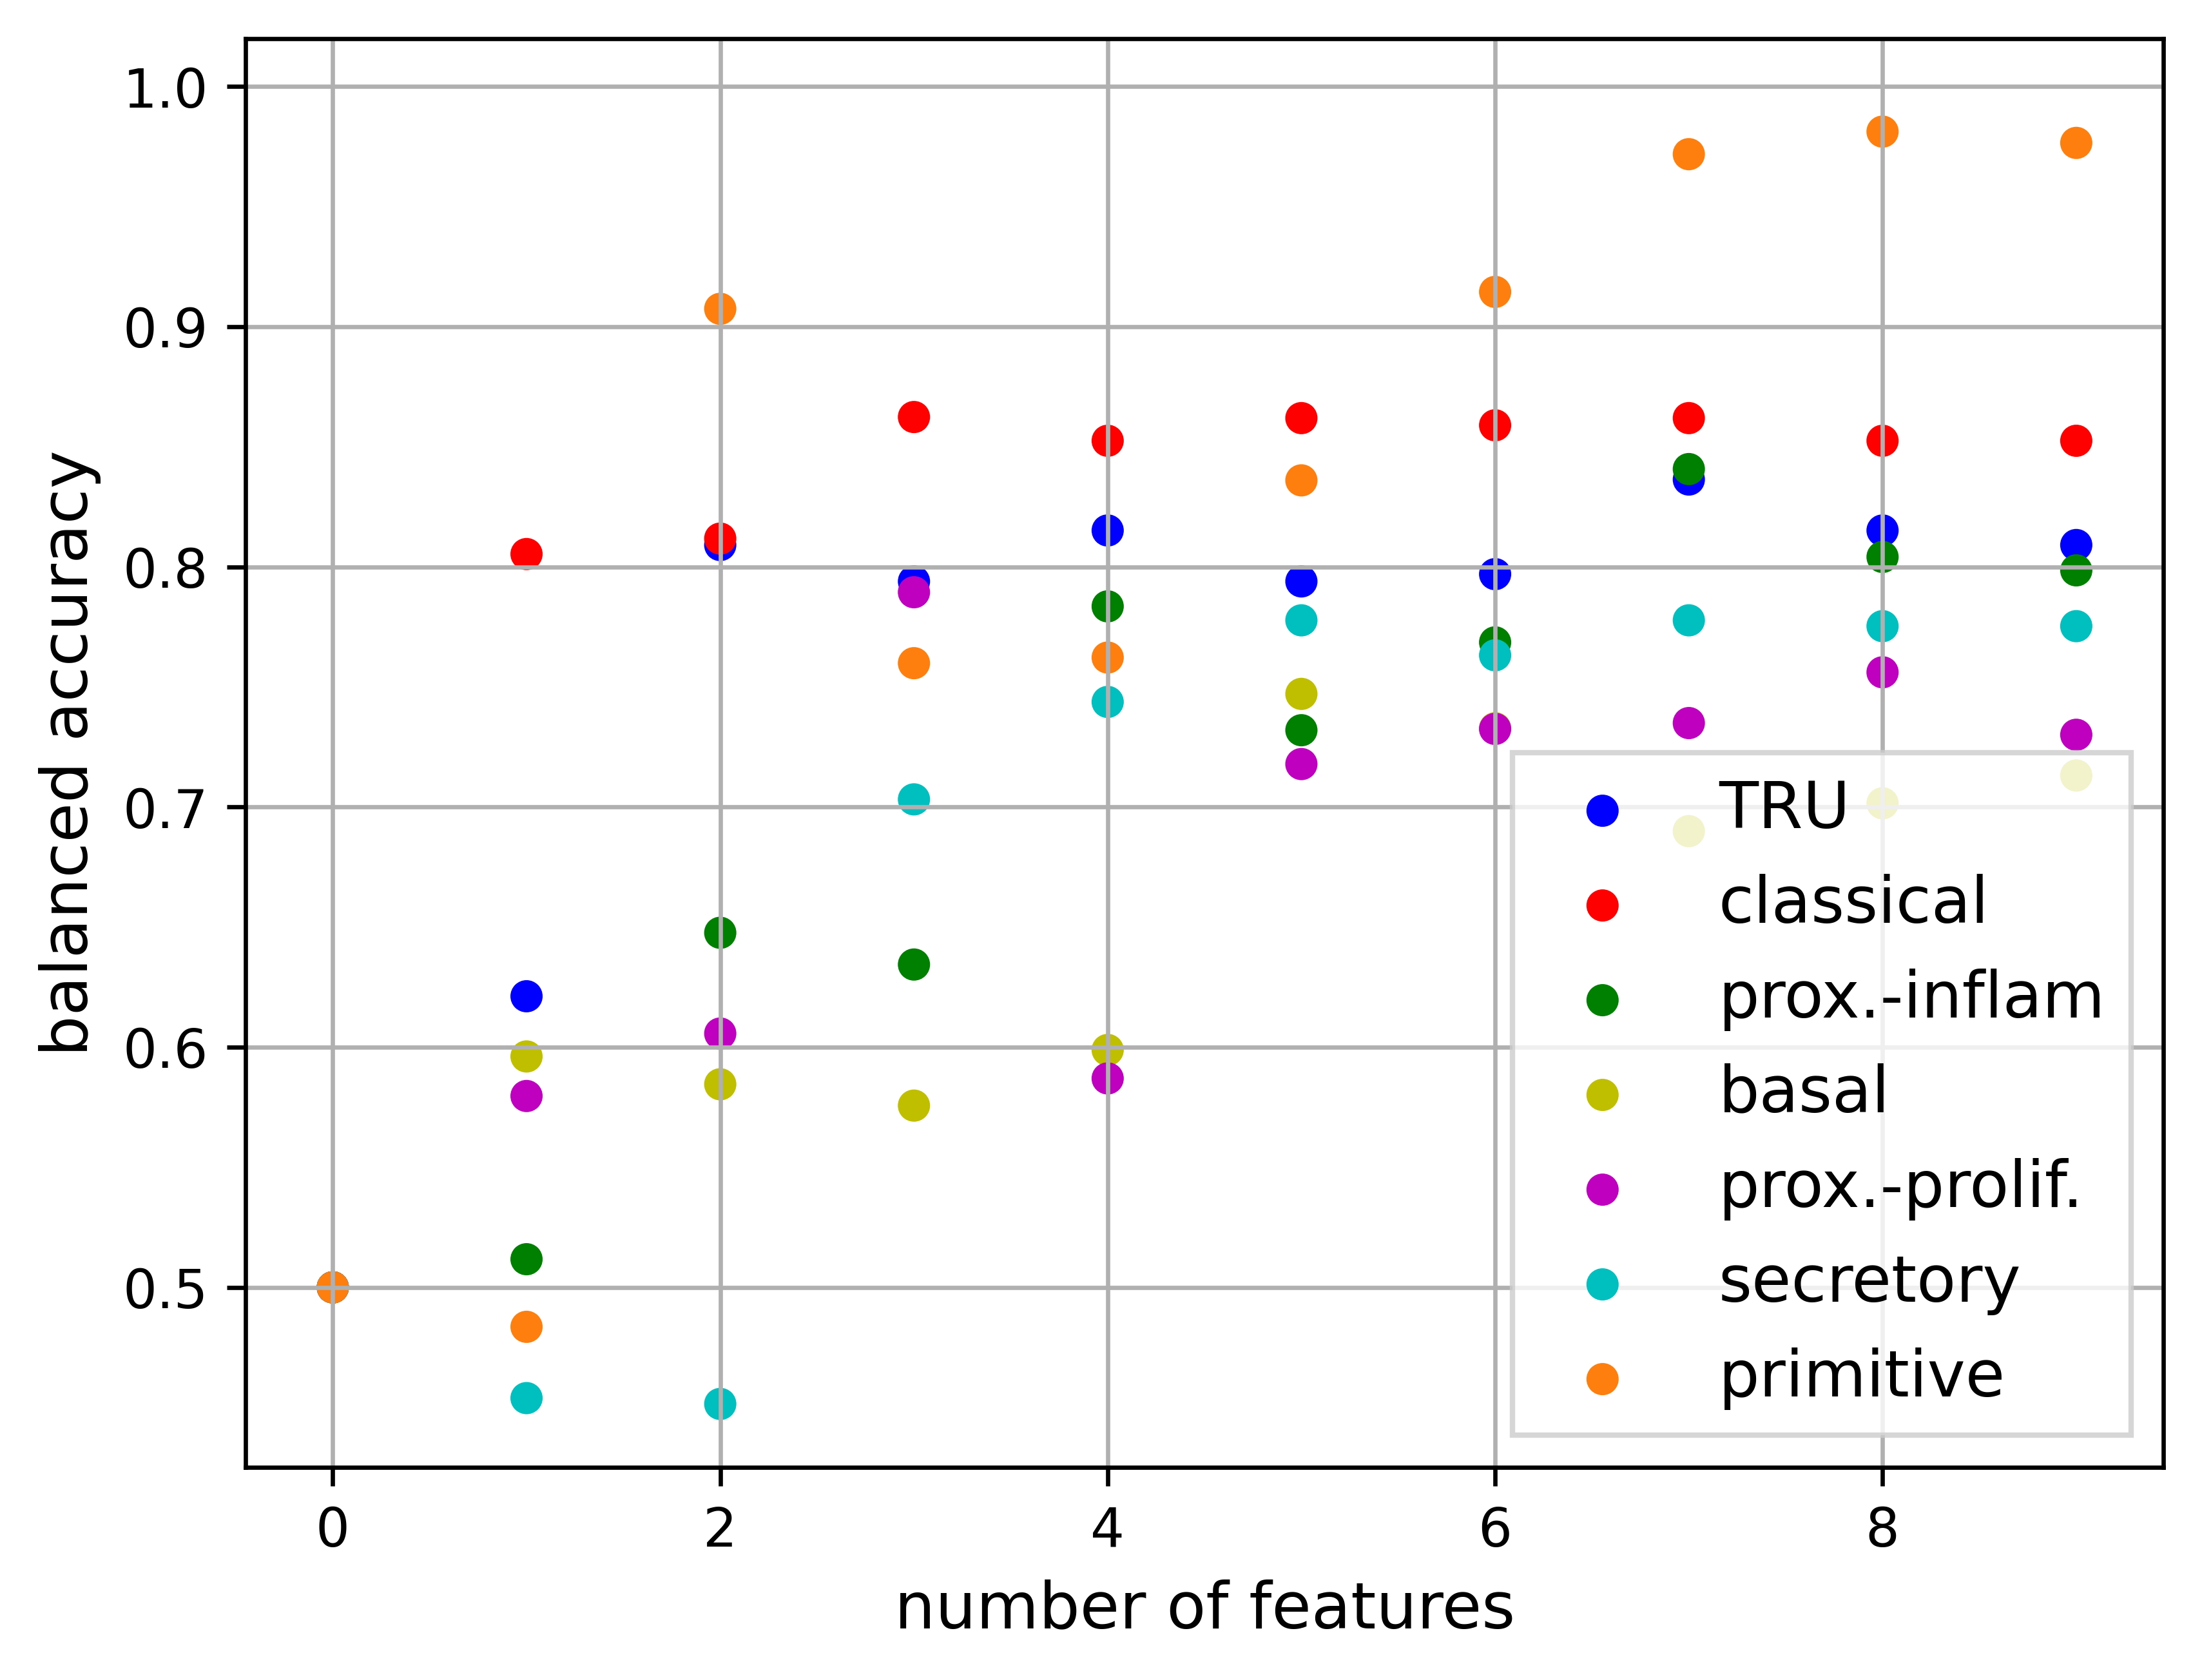 balanced accuracy
1.0
0.9
0.8
0.7
0.6
0.5
0
2
4
6
8
number of features
TRU
classical
prox.-inflam
basal
prox.-prolif.
secretory
primitive